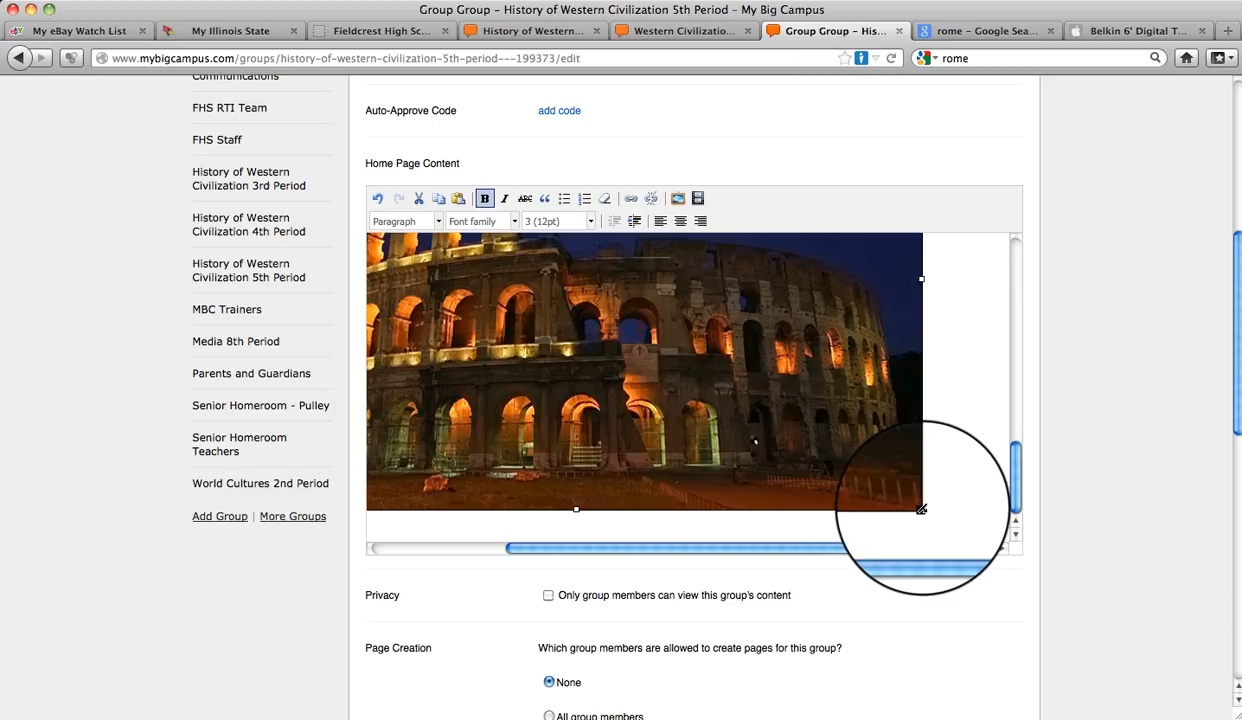 Group Group – History of Western Civilization 5th Period – My Big Campus
My eBay Watch List
My Illinois State
Fieldcrest High Sc...
History of Western...
Western Civilizatio...
Group Group – His...
rome – Google Sea...
Belkin 6' Digital T...
www.mybigcampus.com/groups/history-of-western-civilization-5th-period---199373/edit
rome
Communications
FHS RTI Team
FHS Staff
History of Western
Civilization 3rd Period
History of Western
Civilization 4th Period
History of Western
Civilization 5th Period
MBC Trainers
Media 8th Period
Parents and Guardians
Senior Homeroom - Pulley
Senior Homeroom
Teachers
World Cultures 2nd Period
Add Group | More Groups
Auto-Approve Code
add code
Home Page Content
B I ABC
Paragraph
Font family
3 (12pt)
Privacy
Only group members can view this group's content
Page Creation
Which group members are allowed to create pages for this group?
None
All group members